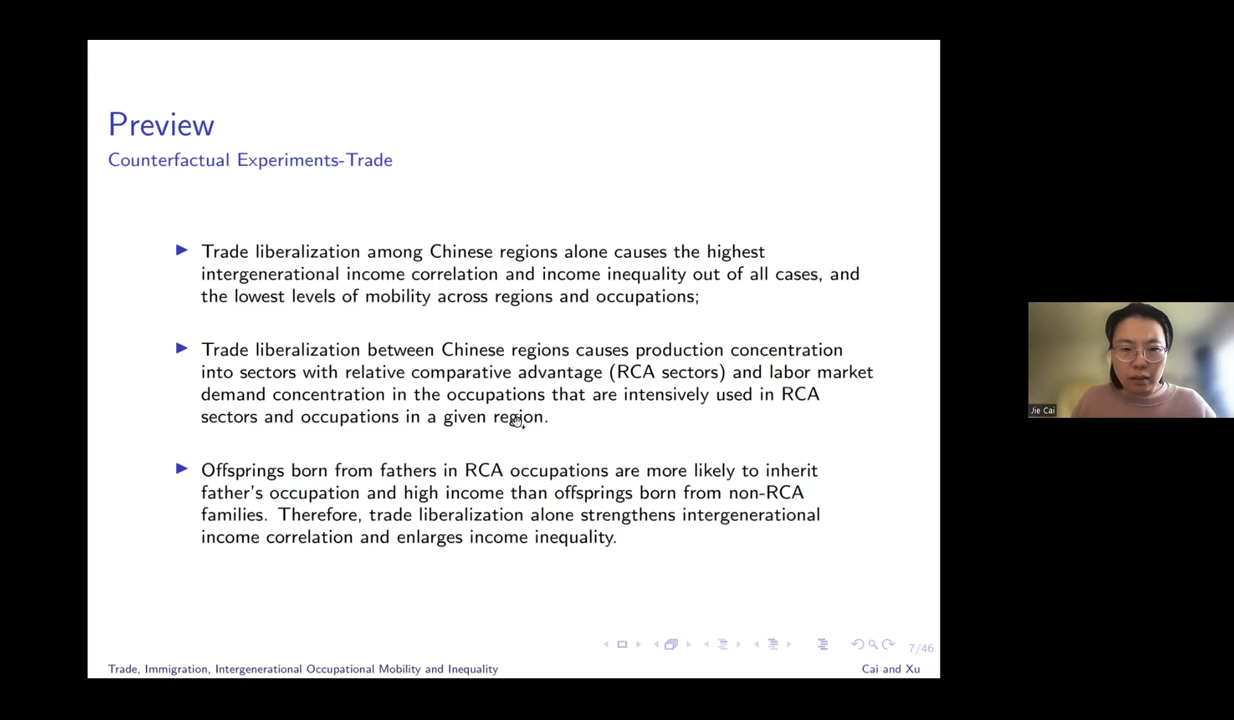 Preview
Counterfactual Experiments-Trade
Trade liberalization among Chinese regions alone causes the highest
intergenerational income correlation and income inequality out of all cases, and
the lowest levels of mobility across regions and occupations;
Trade liberalization between Chinese regions causes production concentration
into sectors with relative comparative advantage (RCA sectors) and labor market
demand concentration in the occupations that are intensively used in RCA
sectors and occupations in a given region.
Offsprings born from fathers in RCA occupations are more likely to inherit
father's occupation and high income than offsprings born from non-RCA
families. Therefore, trade liberalization alone strengthens intergenerational
income correlation and enlarges income inequality.
7/46
Trade, Immigration, Intergenerational Occupational Mobility and Inequality
Cai and Xu
Jie Cai